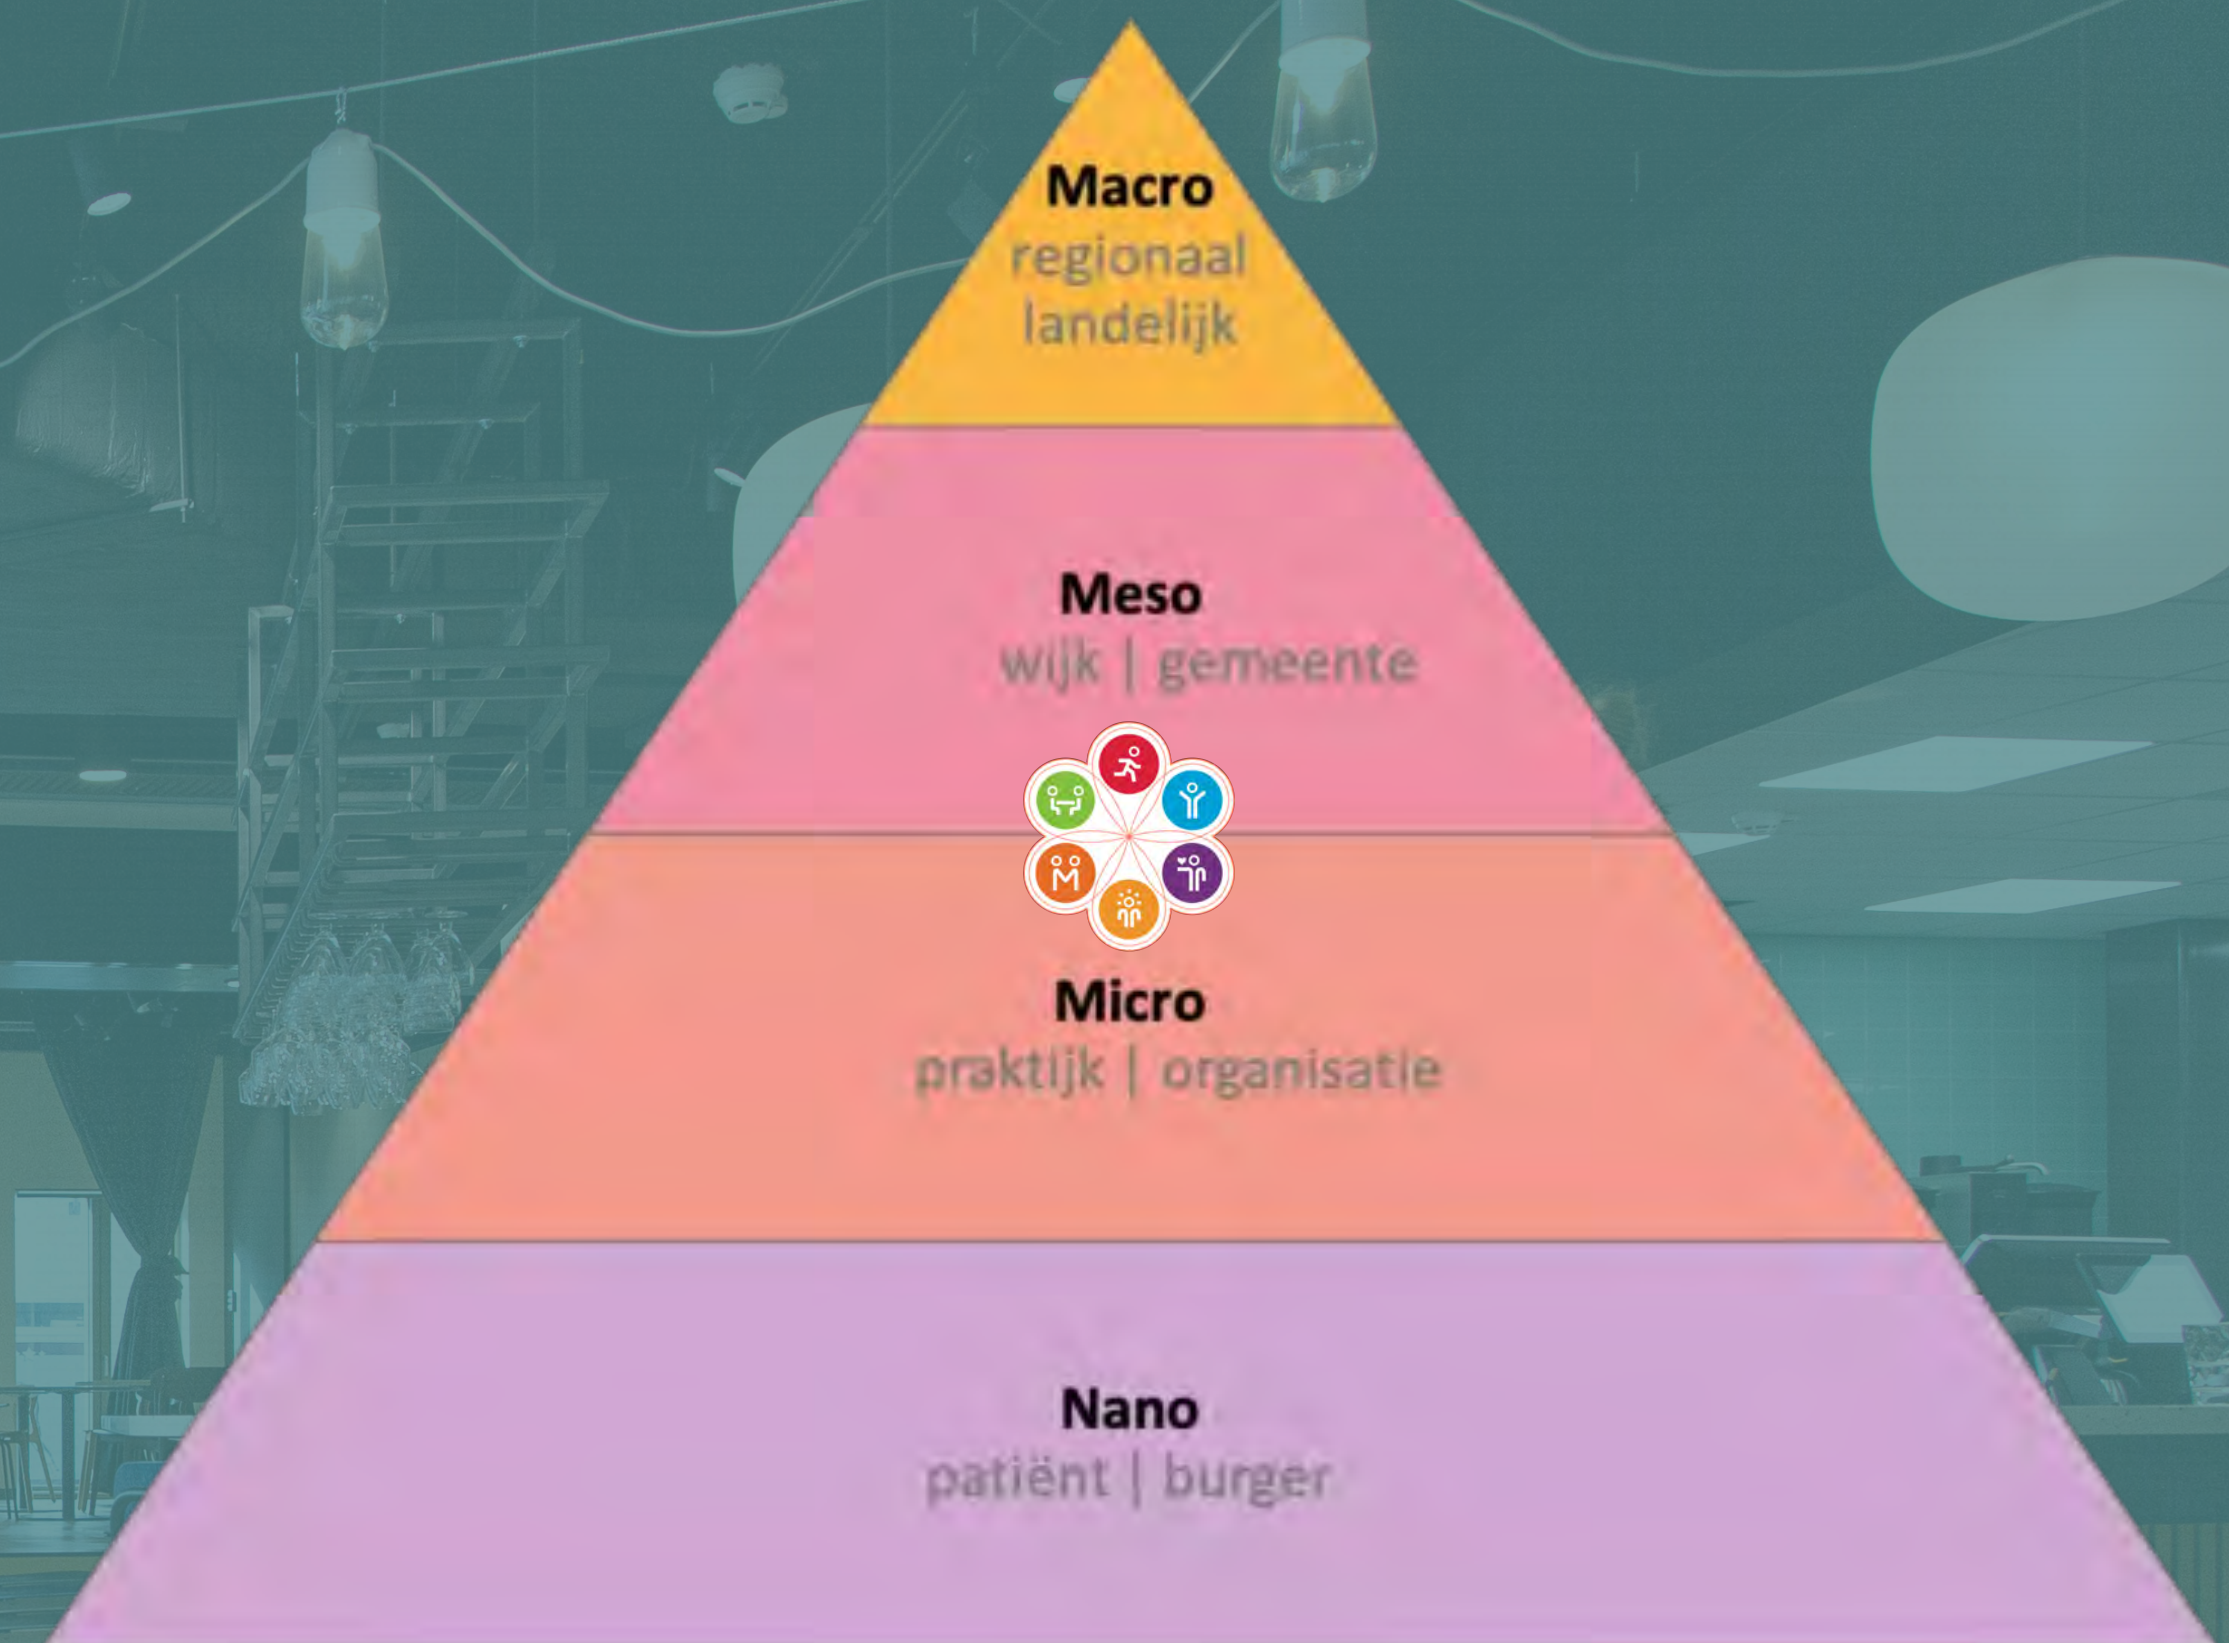 Macro
regionaal
landelijk
Meso
wijk | gemeente
Micro
praktijk | organisatie
Nano
patiënt | burger